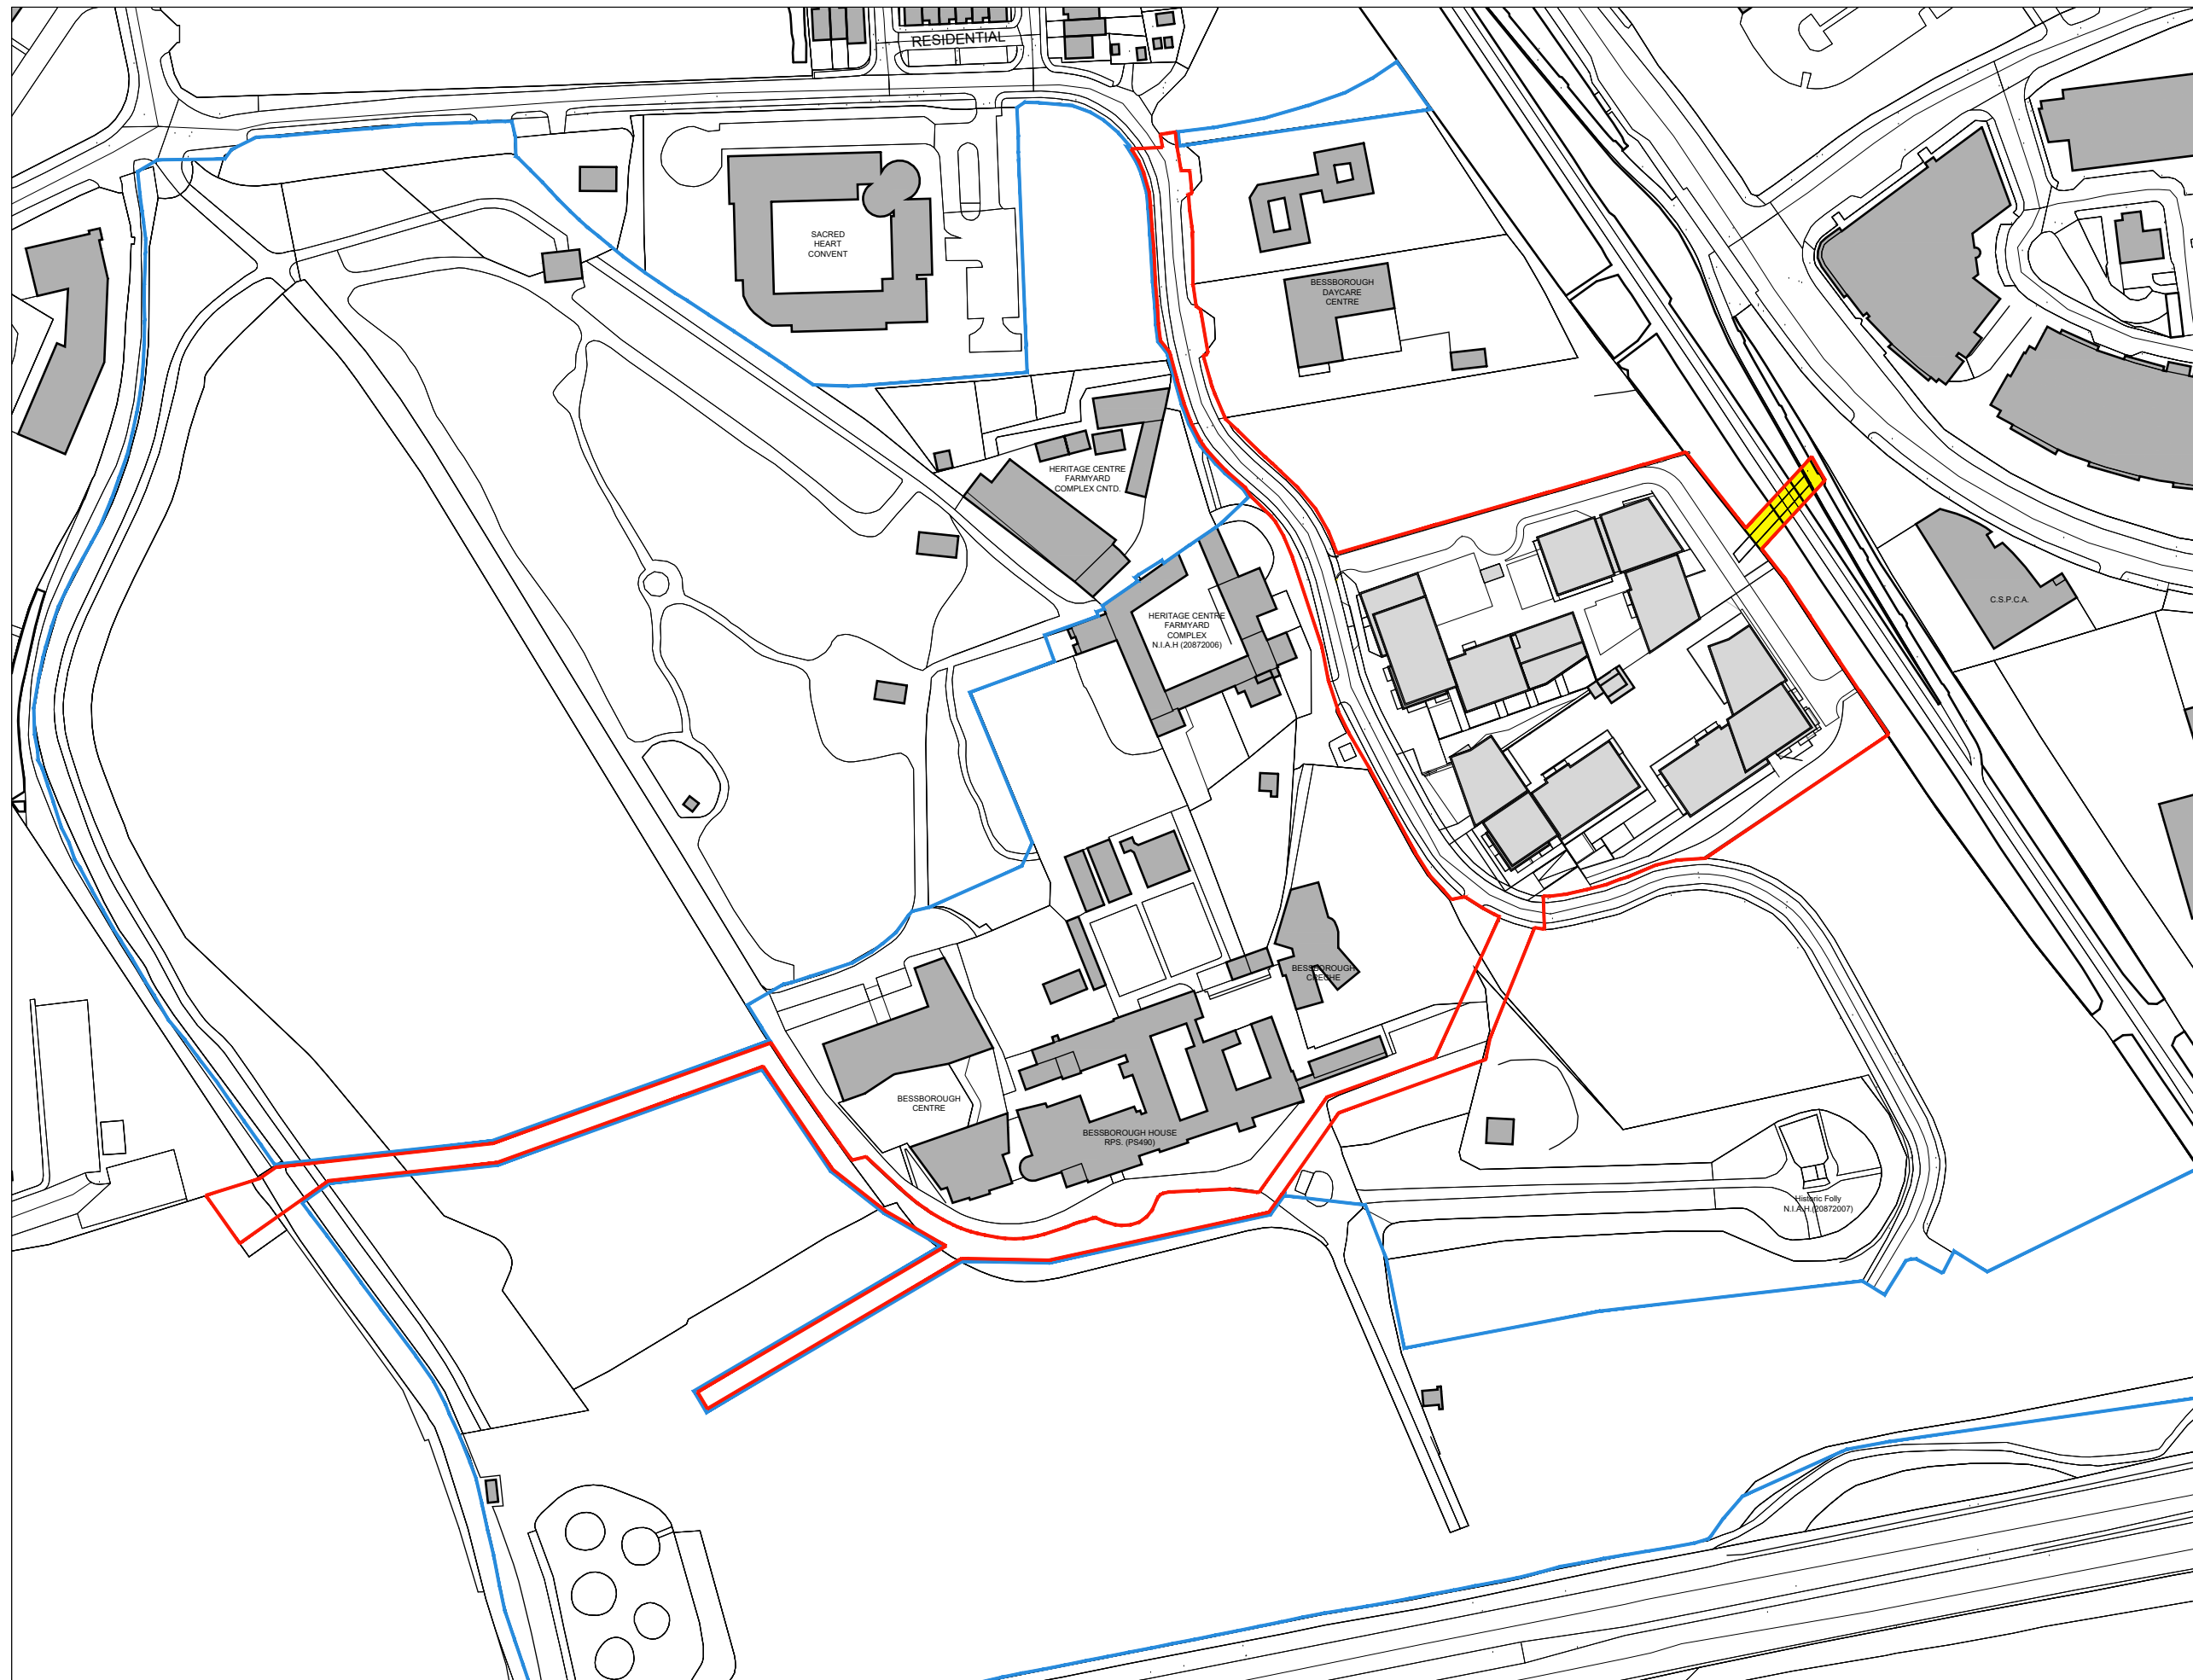 RESIDENTIAL
SACRED
HEART
CONVENT
BESSBOROUGH
DAYCARE
CENTRE
HERITAGE CENTRE
FARMYARD
COMPLEX CNTD.
C.S.P.C.A.
HERITAGE CENTRE
FARMYARD
COMPLEX
N.I.A.H (20872006)
BESSBOROUGH
CRECHE
BESSBOROUGH
CENTRE
BESSBOROUGH HOUSE
RPS. (PS490)
Historic Folly
N.I.A.H.(20872007)